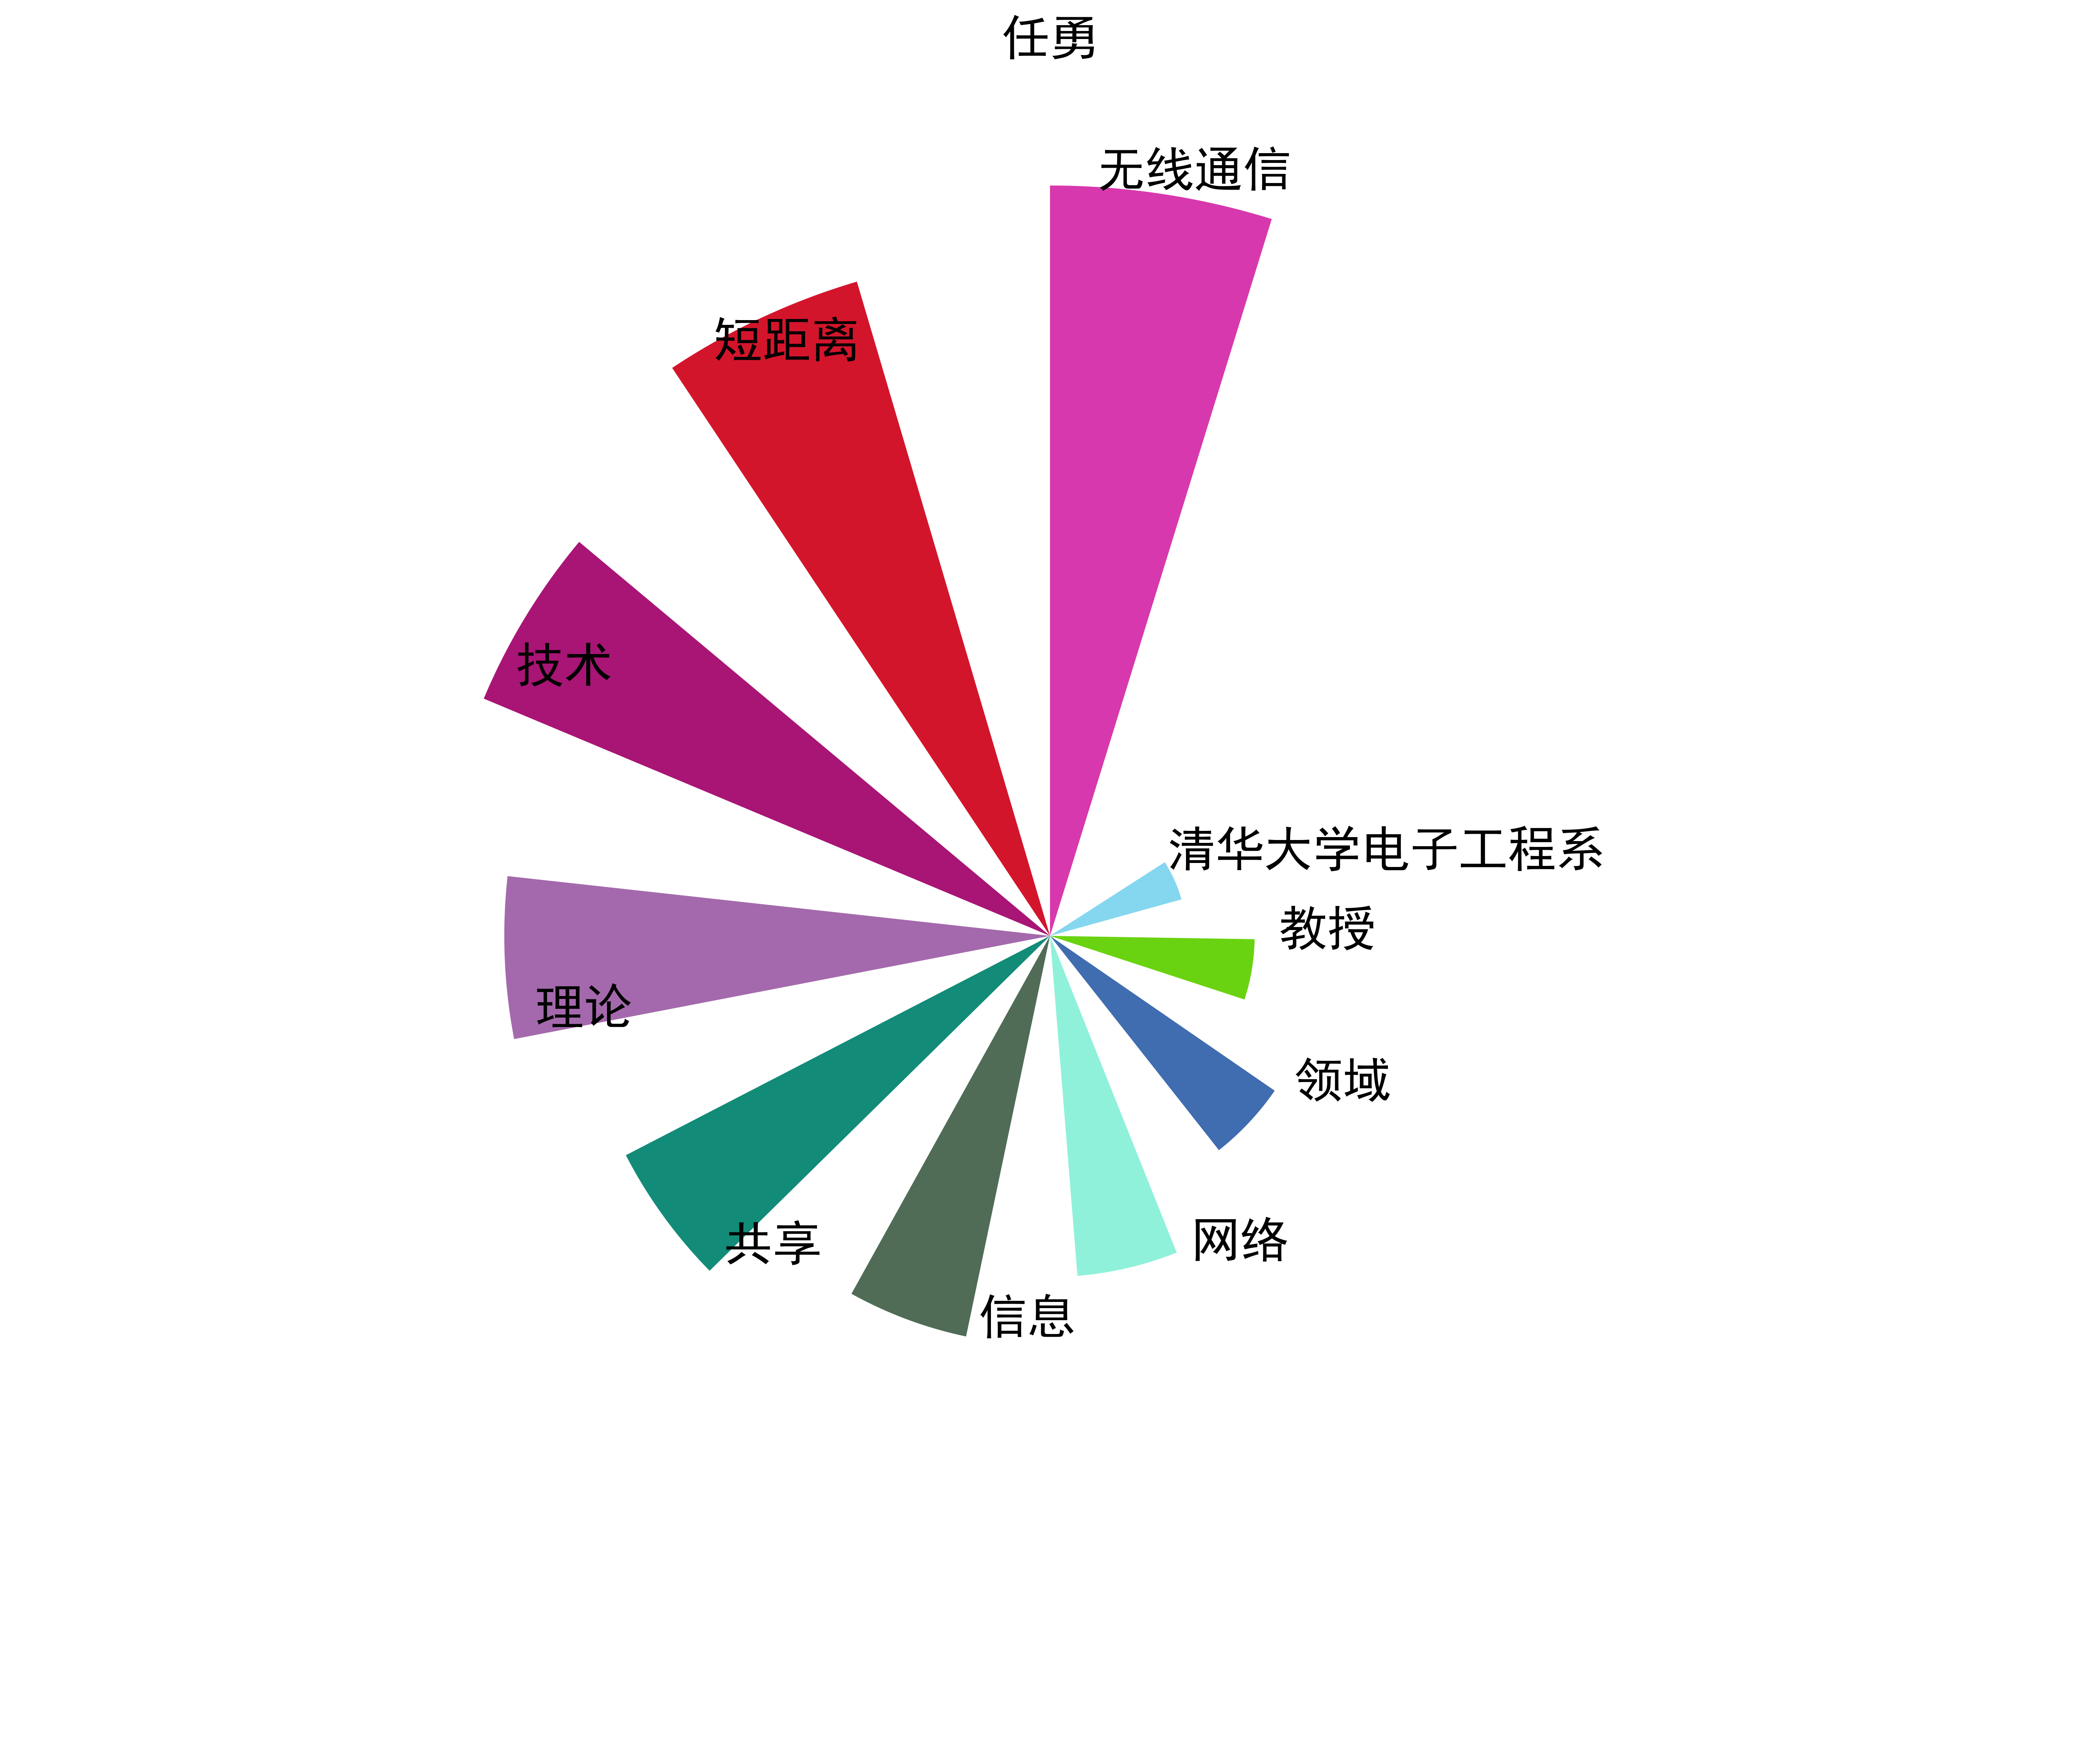 任勇
无线通信
短距离
技术
清华大学电子工程系
教授
理论
领域
共享
网络
信息